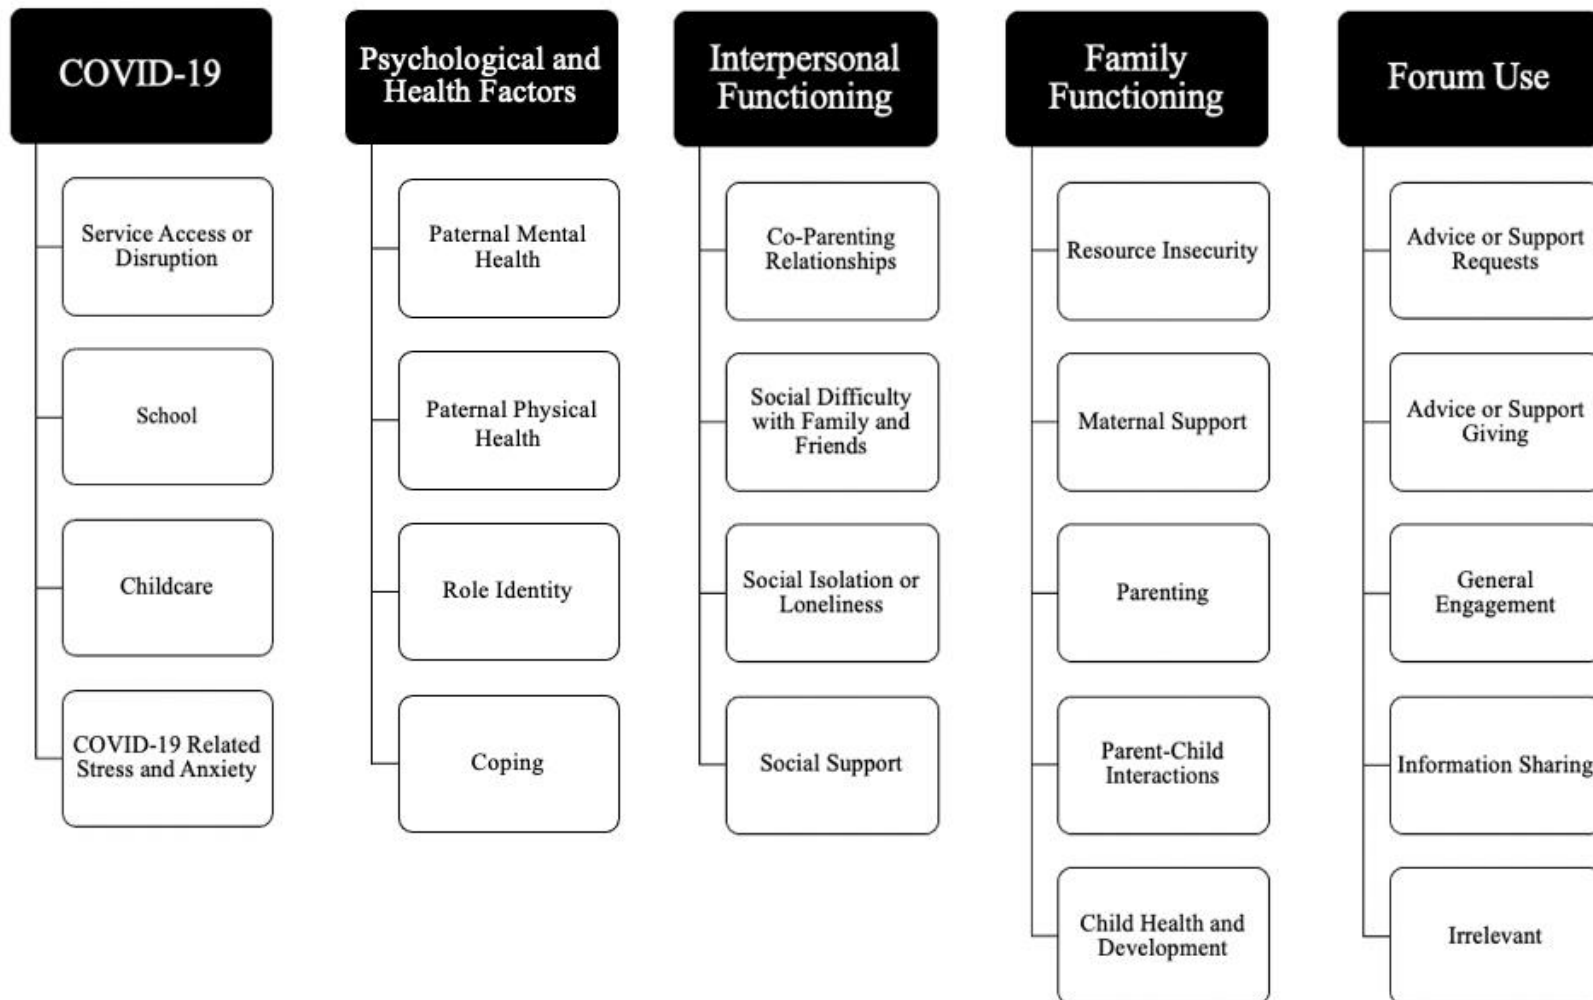 COVID-19
Service Access or
Disruption
School
Childcare
COVID-19 Related
Stress and Anxiety
Psychological and
Health Factors
Paternal Mental
Health
Paternal Physical
Health
Role Identity
Coping
Interpersonal
Functioning
Co-Parenting
Relationships
Social Difficulty
with Family and
Friends
Social Isolation or
Loneliness
Social Support
Family
Functioning
Resource Insecurity
Maternal Support
Parenting
Parent-Child
Interactions
Child Health and
Development
Forum Use
Advice or Support
Requests
Advice or Support
Giving
General
Engagement
Information Sharing
Irrelevant